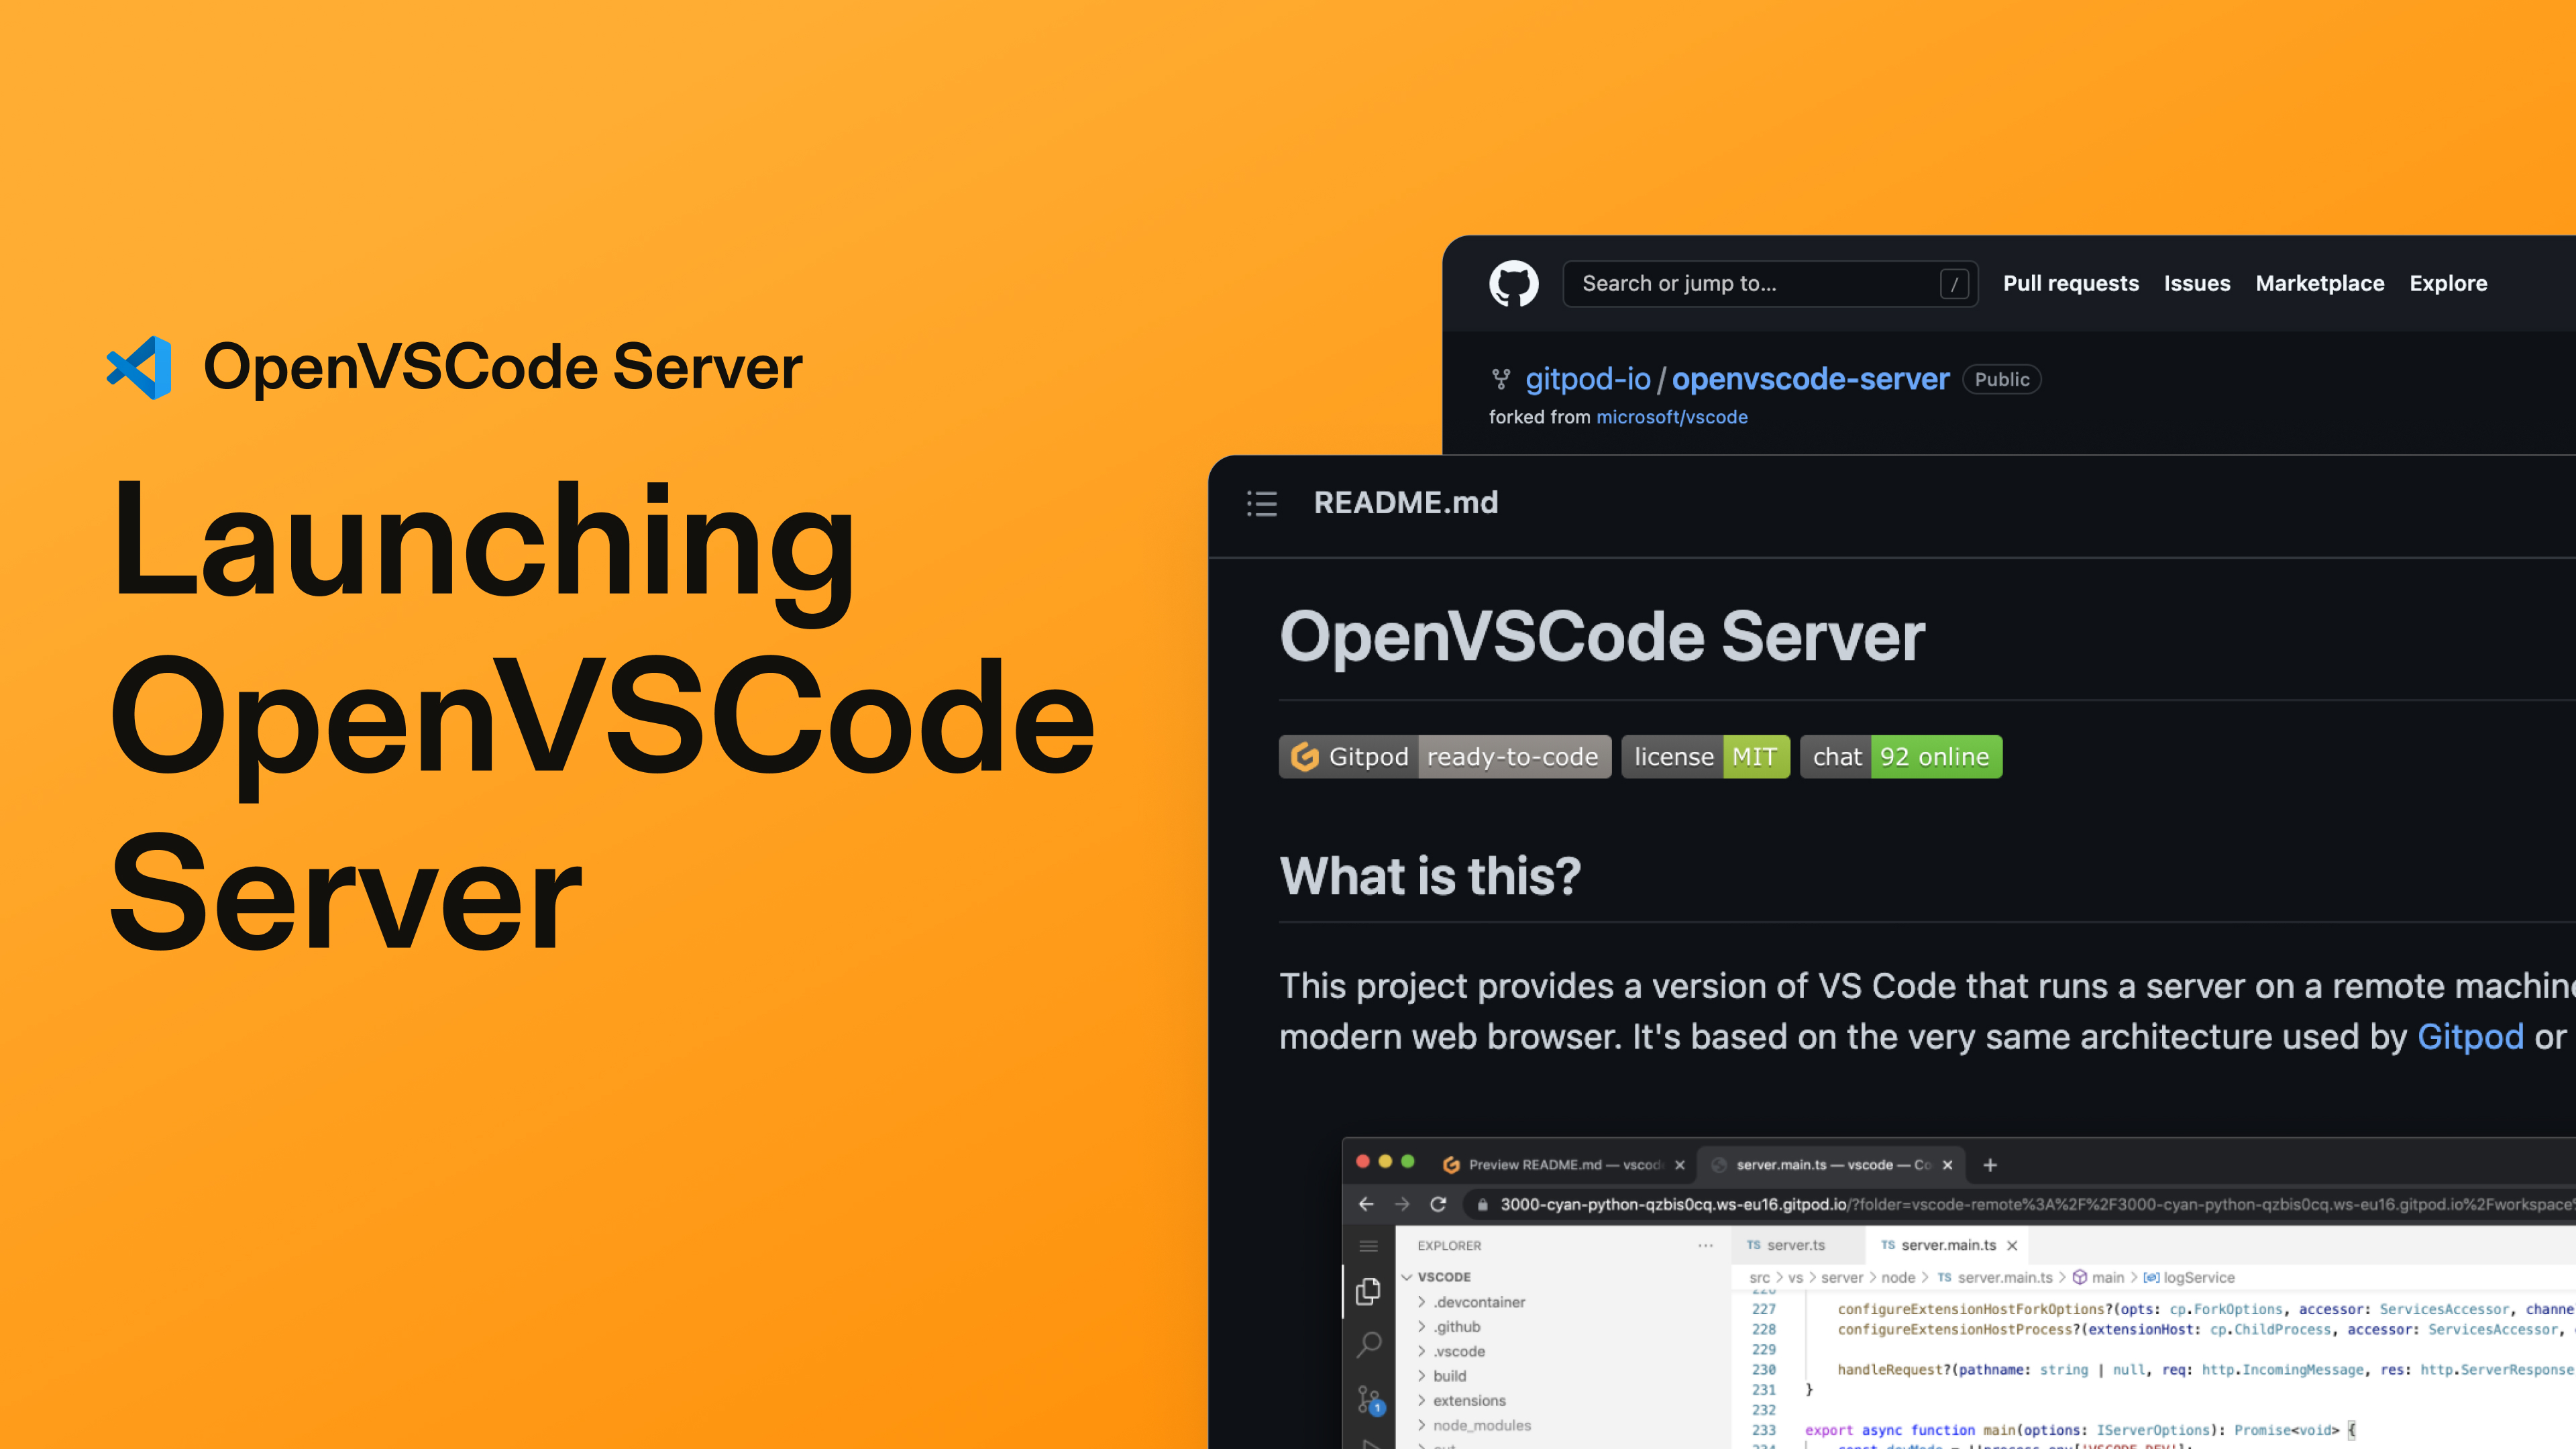 OpenVSCode Server
Launching
OpenVSCode
Server
Search or jump to...
/
Pull requests Issues Marketplace Explore
gitpod-io / openvscode-server Public
forked from microsoft/vscode
README.md
OpenVSCode Server
Gitpod ready-to-code license MIT chat 92 online
What is this?
This project provides a version of VS Code that runs a server on a remote
modern web browser. It's based on the very same architecture used by Gitpod or
Preview README.md — vscod
server.main.ts — vscode — Co
3000-cyan-python-qzbis0cq.ws-eu16.gitpod.io/?folder=vscode-remote%3A%2F%2F3000-cyan-python-qzbis0cq.ws-eu16.gitpod.io%2Fworkspace
EXPLORER
VSCODE
.devcontainer
.github
.vscode
build
extensions
node_modules
1
TS server.ts
TS server.main.ts
src > vs > server > node > TS server.main.ts > main > logService
227 configureExtensionHostForkOptions?(opts: cp.ForkOptions, accessor: ServicesAccessor, channe
228 configureExtensionHostProcess?(extensionHost: cp.ChildProcess, accessor: ServicesAccessor,
229
230 handleRequest?(pathname: string | null, req: http.IncomingMessage, res: http.ServerResponse
231 }
232
233 export async function main(options: IServerOptions): Promise<void> {